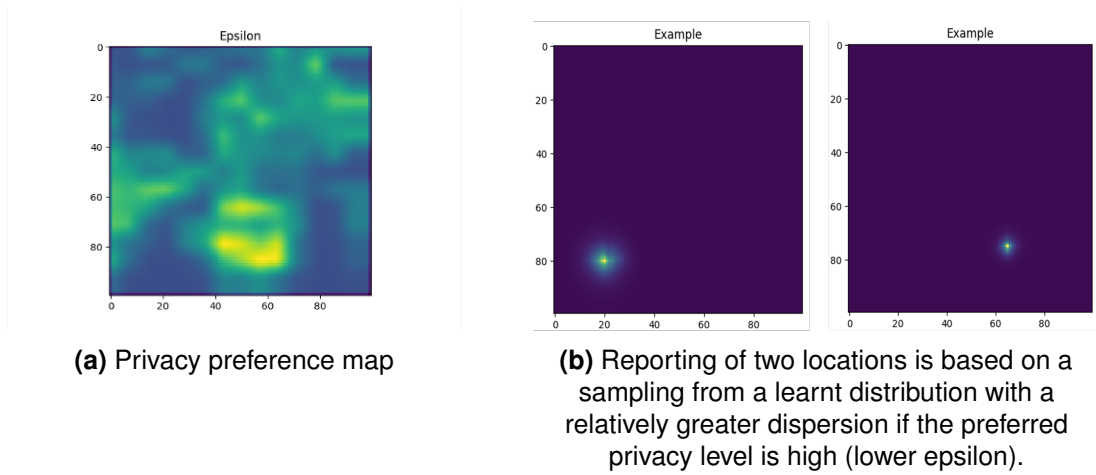 Epsilon
0
20
40
60
80
0 20 40 60 80
Example
0
20
40
60
80
0 20 40 60 80
Example
0
20
40
60
80
0 20 40 60 80
(a) Privacy preference map
(b) Reporting of two locations is based on a
sampling from a learnt distribution with a
relatively greater dispersion if the preferred
privacy level is high (lower epsilon).